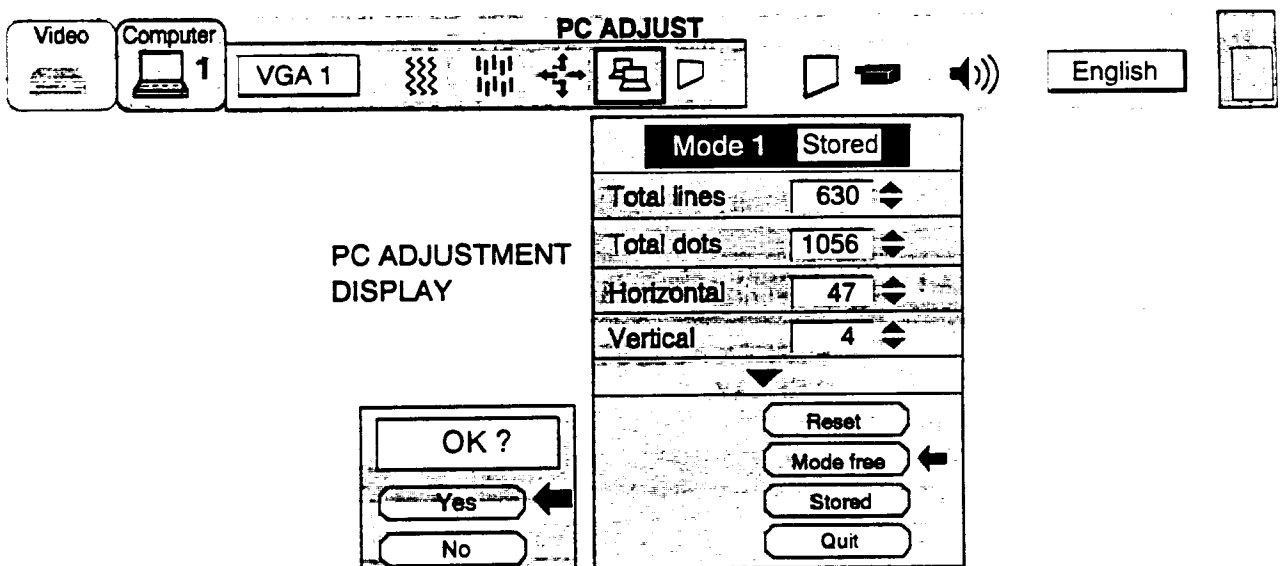 PC ADJUST
Video
Computer
1
VGA 1
English
Mode 1 Stored
Total lines 630
Total dots 1056
Horizontal 47
Vertical 4
PC ADJUSTMENT
DISPLAY
Reset
Mode free
Stored
Quit
OK ?
Yes
No